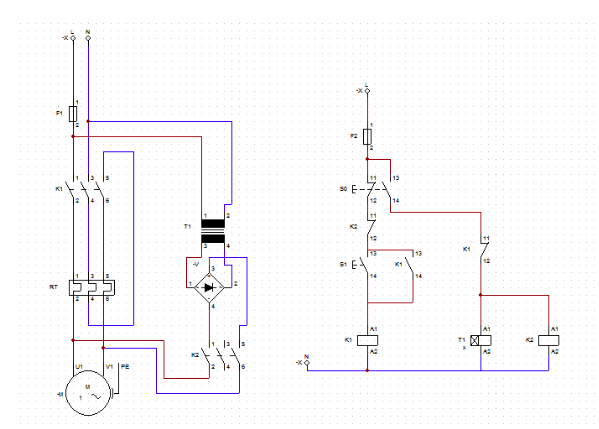 L N
-X
F1 1
2
K1 1 3 5
2 4 6
T1 1 2
3 4
-V
3
1 2
4
RT 1 3 5
2 4 6
K2 1 3 5
2 4 6
U1 V1 PE
-M M
1
L
-X
F2 1
2
S0 11 13
12 14
K2 11
12
S1 13 K1 13
14 14
K1 11
12
K1 A1 T1 A1 K2 A1
A2 A2 A2
N
-X